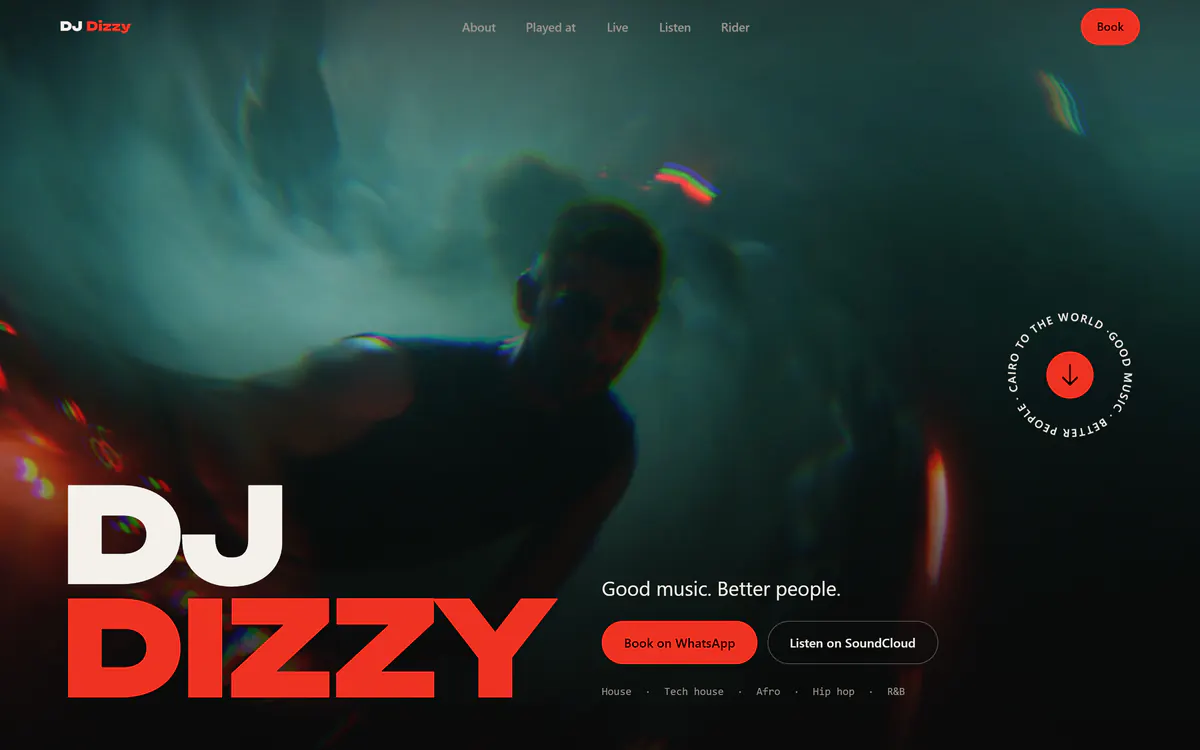 DJ Dizzy
About
Played at
Live
Listen
Rider
Book
CAIRO TO THE WORLD · GOOD MUSIC · BETTER PEOPLE ·
DJ
DIZZY
Good music. Better people.
Book on WhatsApp
Listen on SoundCloud
House · Tech house · Afro · Hip hop · R&B